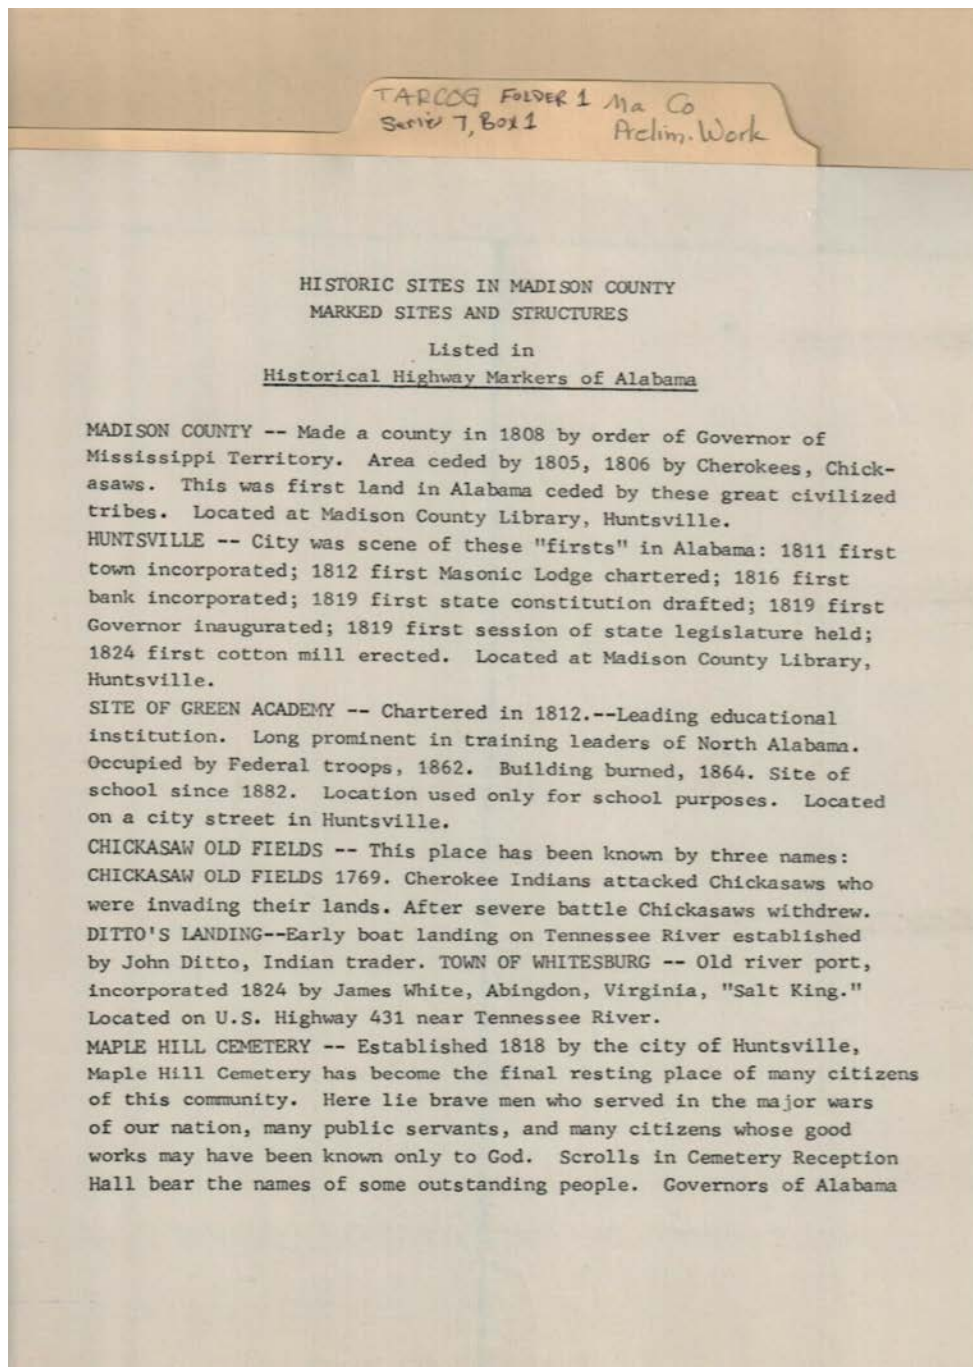 TARCOG FOLDER 1 Ma Co
Series 7, Box 1 Prelim. Work
HISTORIC SITES IN MADISON COUNTY
MARKED SITES AND STRUCTURES
Listed in
Historical Highway Markers of Alabama
MADISON COUNTY -- Made a county in 1808 by order of Governor of
Mississippi Territory. Area ceded by 1805, 1806 by Cherokees, Chick-
asaws. This was first land in Alabama ceded by these great civilized
tribes. Located at Madison County Library, Huntsville.
HUNTSVILLE -- City was scene of these "firsts" in Alabama: 1811 first
town incorporated; 1812 first Masonic Lodge chartered; 1816 first
bank incorporated; 1819 first state constitution drafted; 1819 first
Governor inaugurated; 1819 first session of state legislature held;
1824 first cotton mill erected. Located at Madison County Library,
Huntsville.
SITE OF GREEN ACADEMY -- Chartered in 1812.--Leading educational
institution. Long prominent in training leaders of North Alabama.
Occupied by Federal troops, 1862. Building burned, 1864. Site of
school since 1882. Location used only for school purposes. Located
on a city street in Huntsville.
CHICKASAW OLD FIELDS -- This place has been known by three names:
CHICKASAW OLD FIELDS 1769. Cherokee Indians attacked Chickasaws who
were invading their lands. After severe battle Chickasaws withdrew.
DITTO'S LANDING--Early boat landing on Tennessee River established
by John Ditto, Indian trader. TOWN OF WHITESBURG -- Old river port,
incorporated 1824 by James White, Abingdon, Virginia, "Salt King."
Located on U.S. Highway 431 near Tennessee River.
MAPLE HILL CEMETERY -- Established 1818 by the city of Huntsville,
Maple Hill Cemetery has become the final resting place of many citizens
of this community. Here lie brave men who served in the major wars
of our nation, many public servants, and many citizens whose good
works may have been known only to God. Scrolls in Cemetery Reception
Hall bear the names of some outstanding people. Governors of Alabama